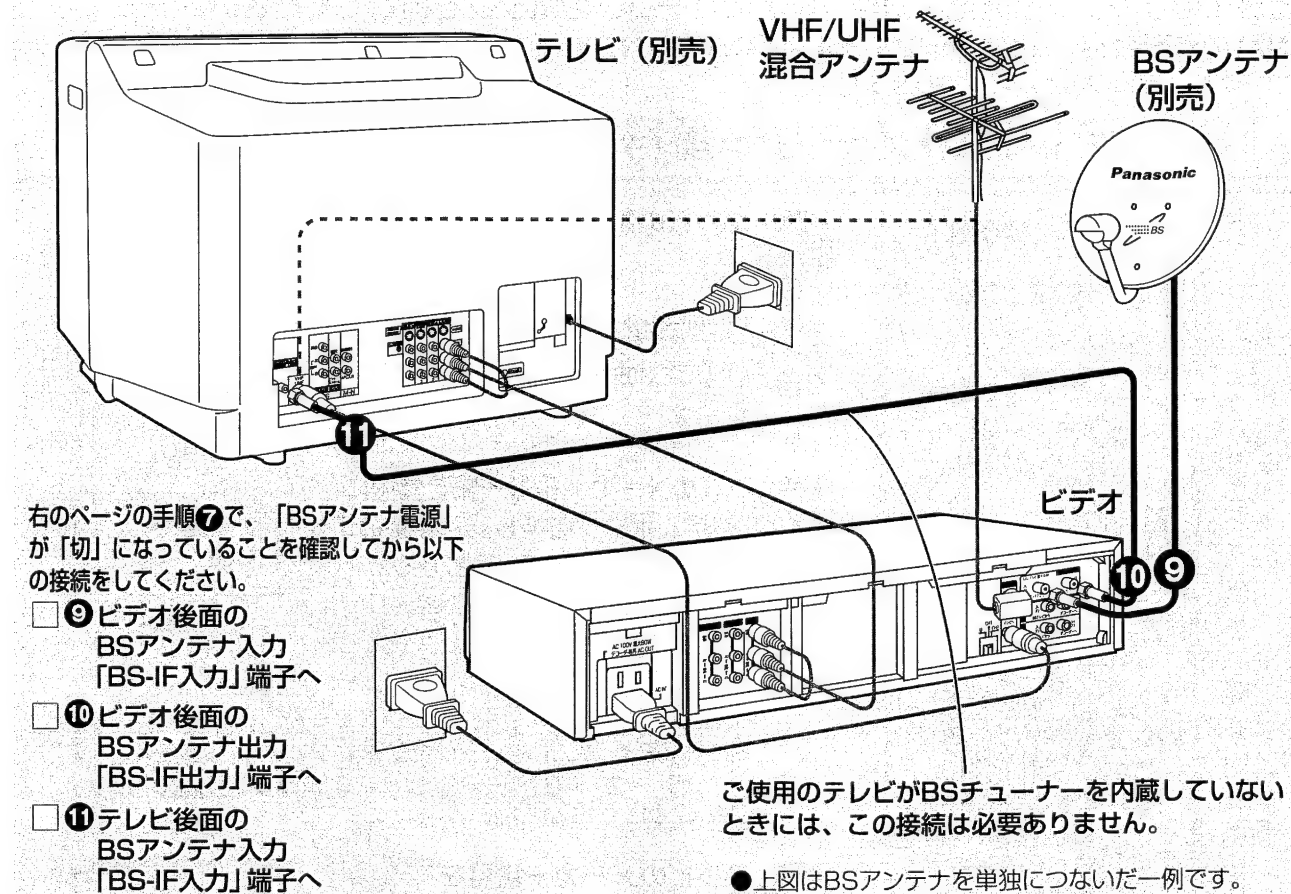 テレビ（別売）
VHF/UHF
混合アンテナ
BSアンテナ
（別売）
Panasonic
BS
⓫
ビデオ
❿❾
AC 100V
右のページの手順❼で、「BSアンテナ電源」
が「切」になっていることを確認してから以下
の接続をしてください。
□❾ビデオ後面の
BSアンテナ入力
「BS-IF入力」端子へ
□❿ビデオ後面の
BSアンテナ出力
「BS-IF出力」端子へ
□⓫テレビ後面の
BSアンテナ入力
「BS-IF入力」端子へ
ご使用のテレビがBSチューナーを内蔵していない
ときには、この接続は必要ありません。
●上図はBSアンテナを単独につないだ一例です。